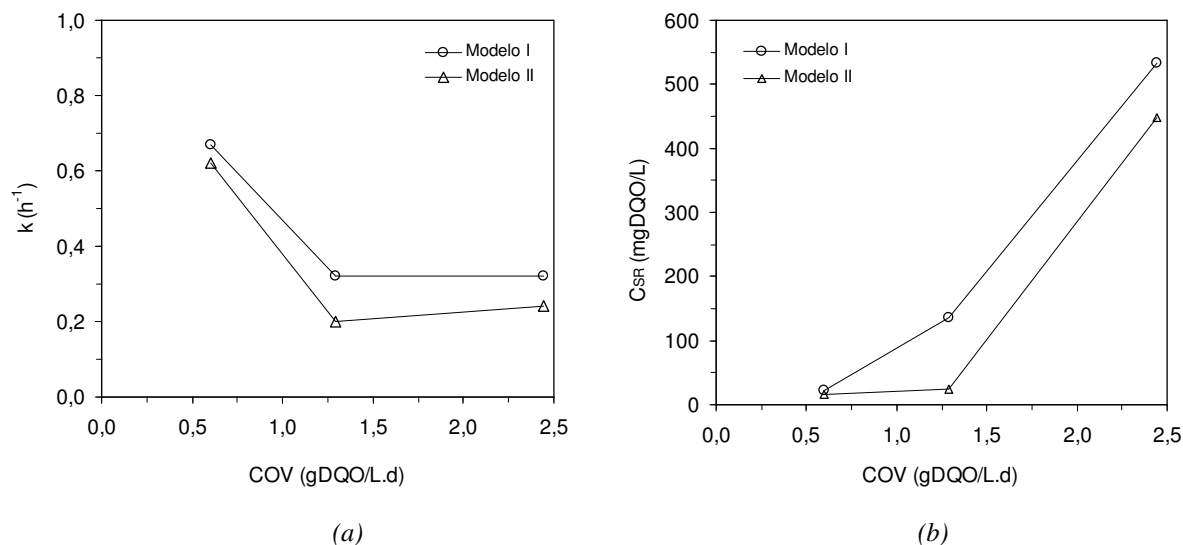 1,0
0,8
0,6
0,4
0,2
0,0
k (h⁻¹)
Modelo I
Modelo II
0,0 0,5 1,0 1,5 2,0 2,5
COV (gDQO/L.d)
(a)
600
500
400
300
200
100
0
CSR (mgDQO/L)
Modelo I
Modelo II
0,0 0,5 1,0 1,5 2,0 2,5
COV (gDQO/L.d)
(b)